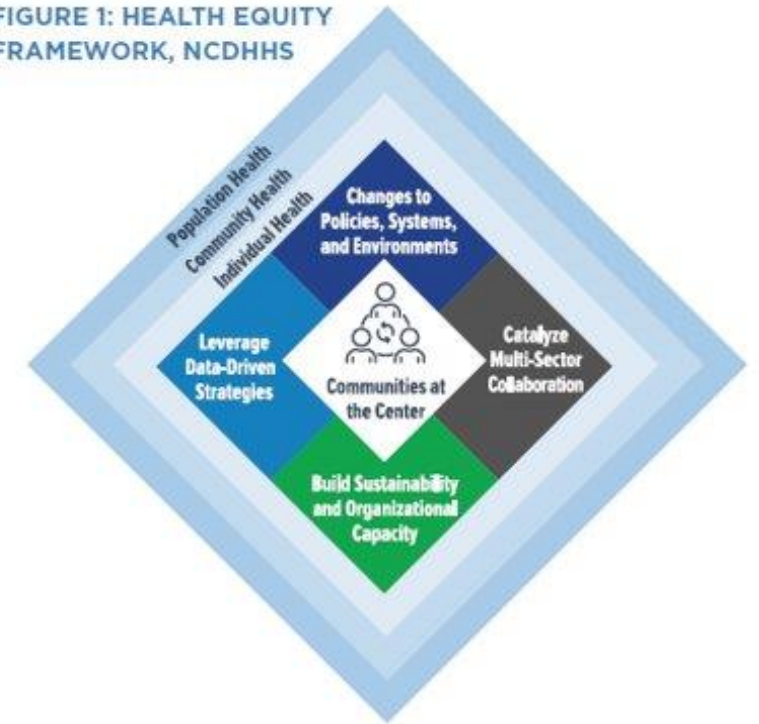 FIGURE 1: HEALTH EQUITY
FRAMEWORK, NCDHHS
Population Health
Community Health
Individual Health
Changes to
Policies, Systems,
and Environments
Leverage
Data-Driven
Strategies
Catalyze
Multi-Sector
Collaboration
Communities at
the Center
Build Sustainability
and Organizational
Capacity